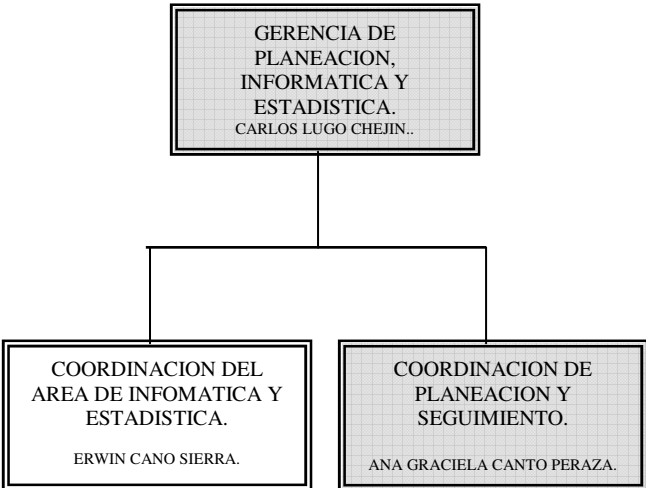 GERENCIA DE
PLANEACION,
INFORMATICA Y
ESTADISTICA.
CARLOS LUGO CHEJIN..
COORDINACION DEL
AREA DE INFOMATICA Y
ESTADISTICA.
ERWIN CANO SIERRA.
COORDINACION DE
PLANEACION Y
SEGUIMIENTO.
ANA GRACIELA CANTO PERAZA.